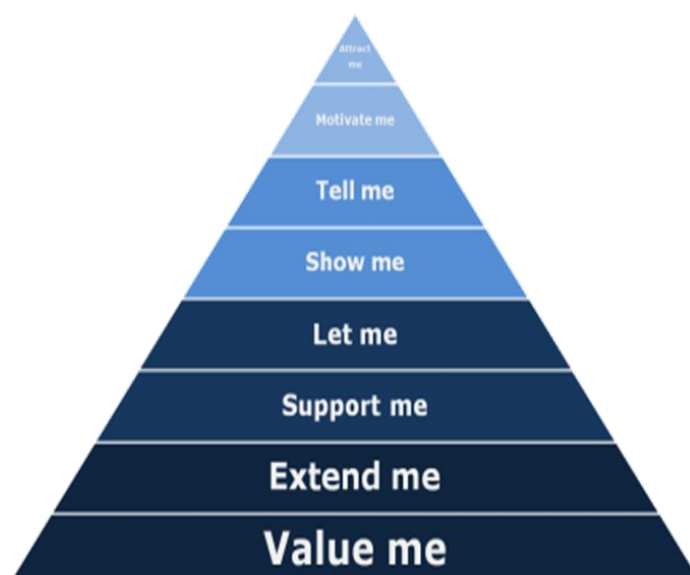 Attract
me
Motivate me
Tell me
Show me
Let me
Support me
Extend me
Value me